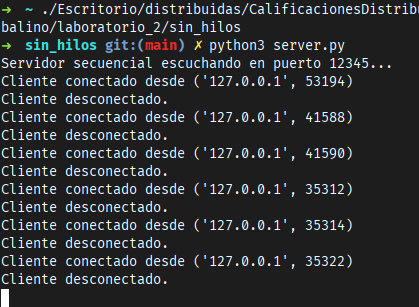 ➜ ~ ./Escritorio/distribuidas/CalificacionesDistribu
balino/laboratorio_2/sin_hilos
➜ sin_hilos git:(main) ✗ python3 server.py
Servidor secuencial escuchando en puerto 12345...
Cliente conectado desde ('127.0.0.1', 53194)
Cliente desconectado.
Cliente conectado desde ('127.0.0.1', 41588)
Cliente desconectado.
Cliente conectado desde ('127.0.0.1', 41590)
Cliente desconectado.
Cliente conectado desde ('127.0.0.1', 35312)
Cliente desconectado.
Cliente conectado desde ('127.0.0.1', 35314)
Cliente desconectado.
Cliente conectado desde ('127.0.0.1', 35322)
Cliente desconectado.